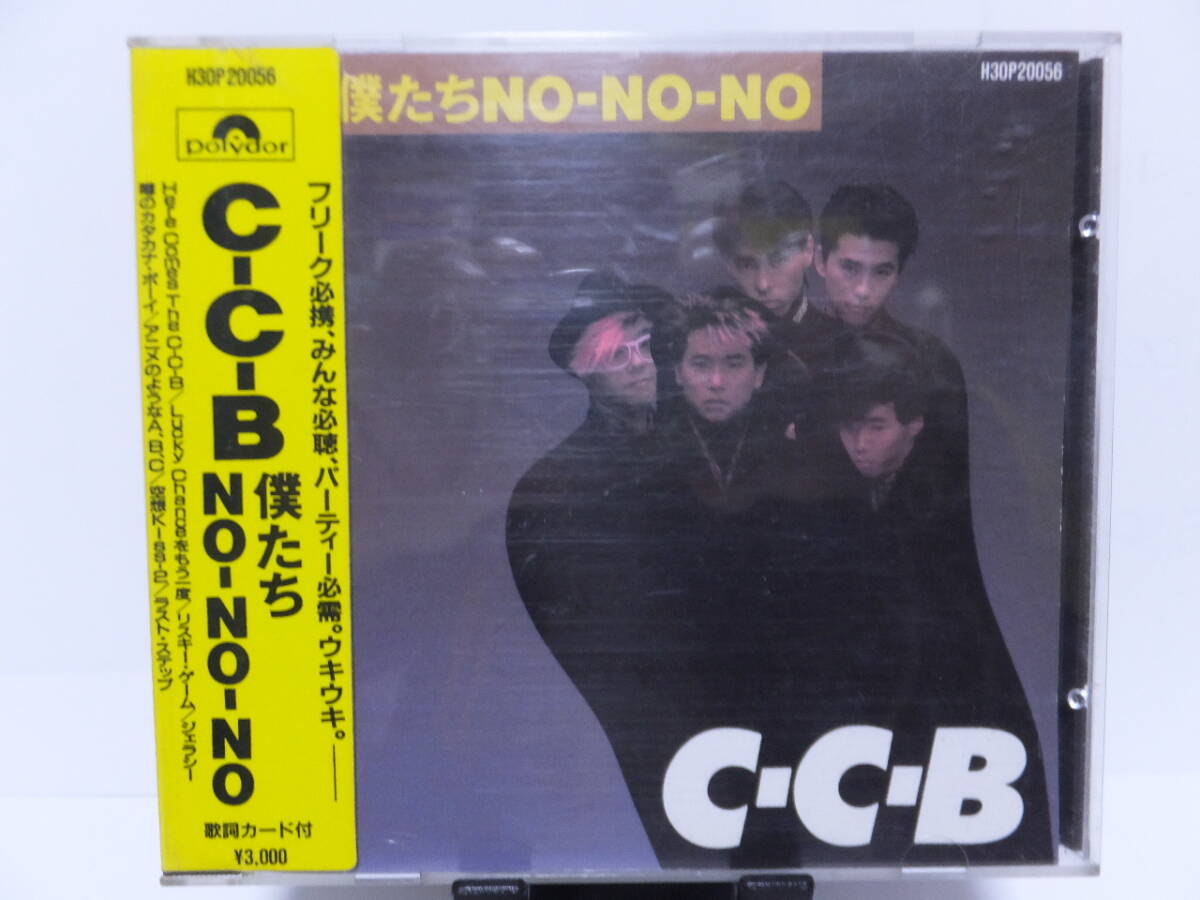 H30P20056
polydor
フリーク必携、みんな必聴、パーティー必需。ウキウキ。——
C-C-B
僕たち
NO-NO-NO
Here Comes The C-C-B/Lucky Chanceをもう一度/リスキー・ゲーム/ジェラシー
瞳のカタカナ・ボーイ/アニメのようなA、B、C/空想Kiss-2/ラスト・ステップ
歌詞カード付
¥3,000
僕たちNO-NO-NO
H30P20056
C-C-B